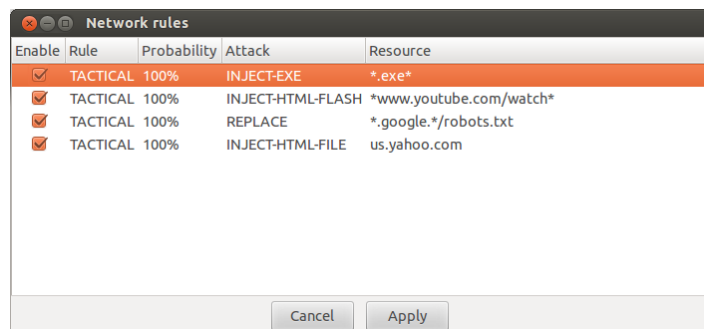 Network rules
Enable Rule Probability Attack Resource
TACTICAL 100% INJECT-EXE *.exe*
TACTICAL 100% INJECT-HTML-FLASH *www.youtube.com/watch*
TACTICAL 100% REPLACE *.google.*/robots.txt
TACTICAL 100% INJECT-HTML-FILE us.yahoo.com
Cancel Apply